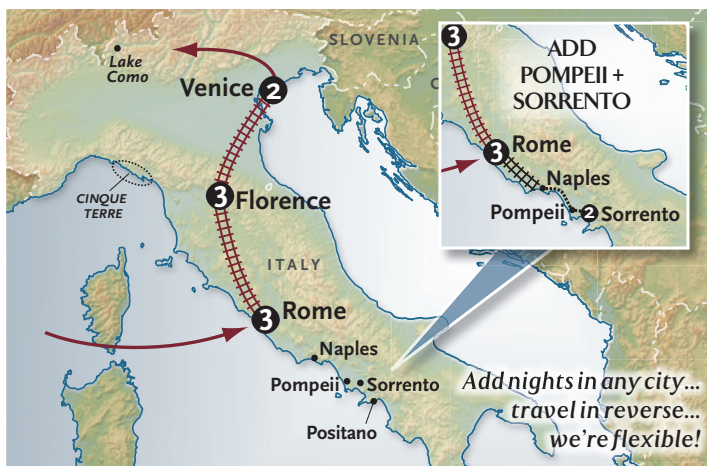 SLOVENIA
Lake
Como
Venice 2
CINQUE
TERRE
3 Florence
ITALY
3 Rome
Naples
Pompeii
Sorrento
Positano
3
ADD
POMPEII +
SORRENTO
3 Rome
Naples
Pompeii
2 Sorrento
Add nights in any city...
travel in reverse...
we're flexible!